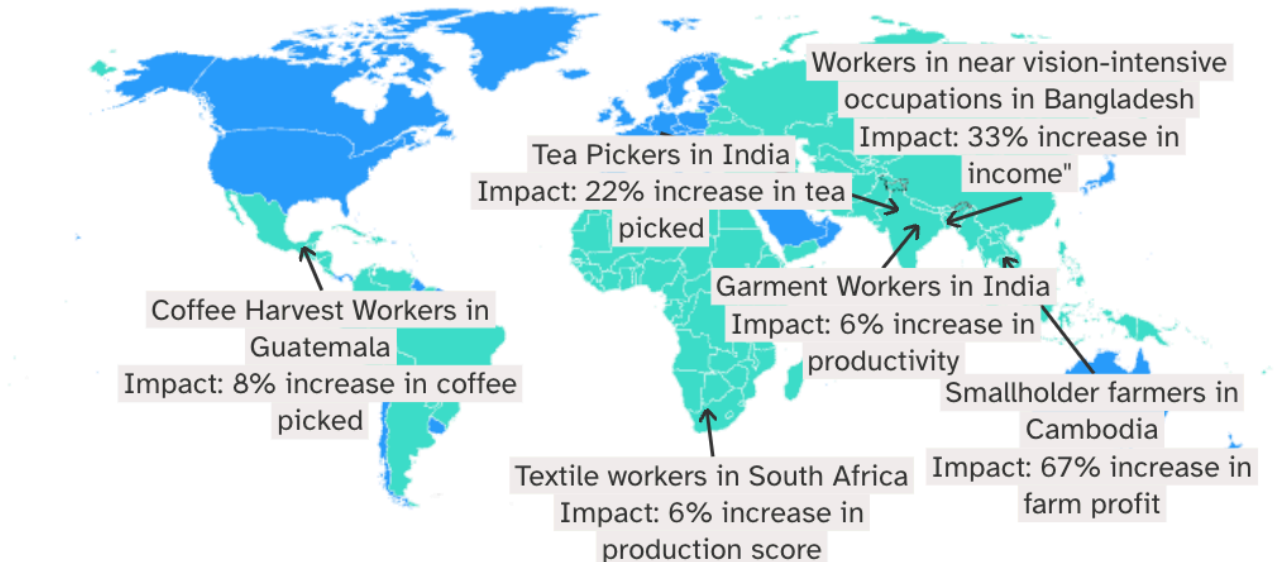 Workers in near vision-intensive
occupations in Bangladesh
Impact: 33% increase in
income"
Tea Pickers in India
Impact: 22% increase in tea
picked
Garment Workers in India
Impact: 6% increase in
productivity
Coffee Harvest Workers in
Guatemala
Impact: 8% increase in coffee
picked
Smallholder farmers in
Cambodia
Impact: 67% increase in
farm profit
Textile workers in South Africa
Impact: 6% increase in
production score